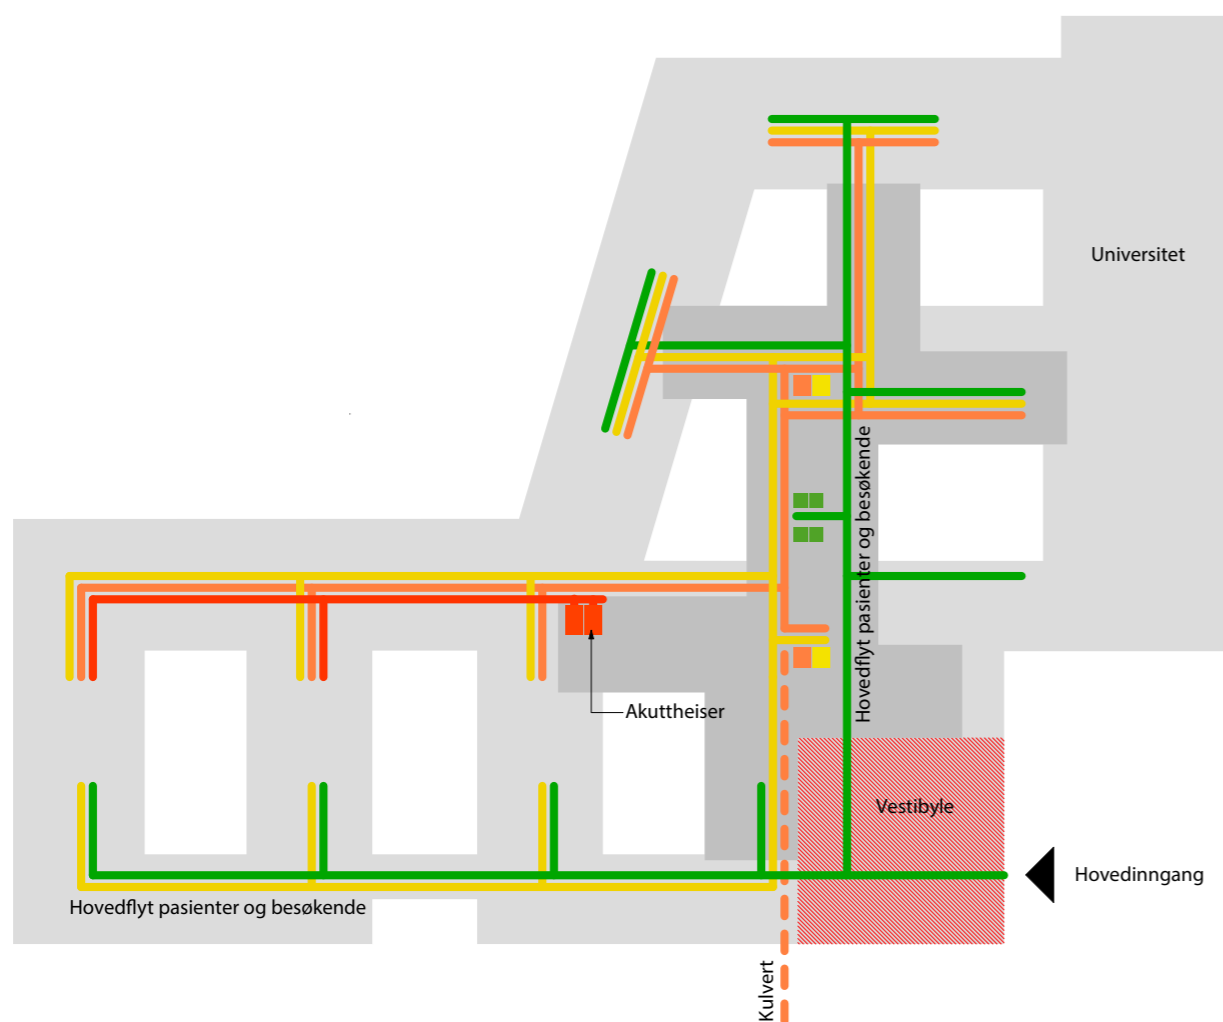 Universitet
Hovedflyt pasienter og besøkende
Akuttheiser
Vestibyle
Hovedinngang
Hovedflyt pasienter og besøkende
Kulvert